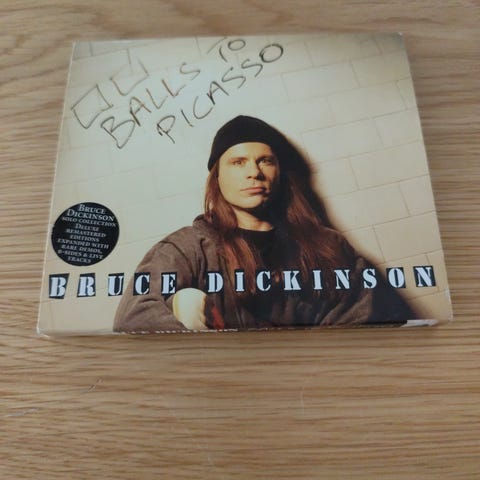 BALLS TO
PICASSO
BRUCE
DICKINSON
SOLO COLLECTION
DELUXE
REMASTERED
EDITIONS
EXPANDED WITH
RARE DEMOS,
B-SIDES & LIVE
TRACKS
BRUCE DICKINSON